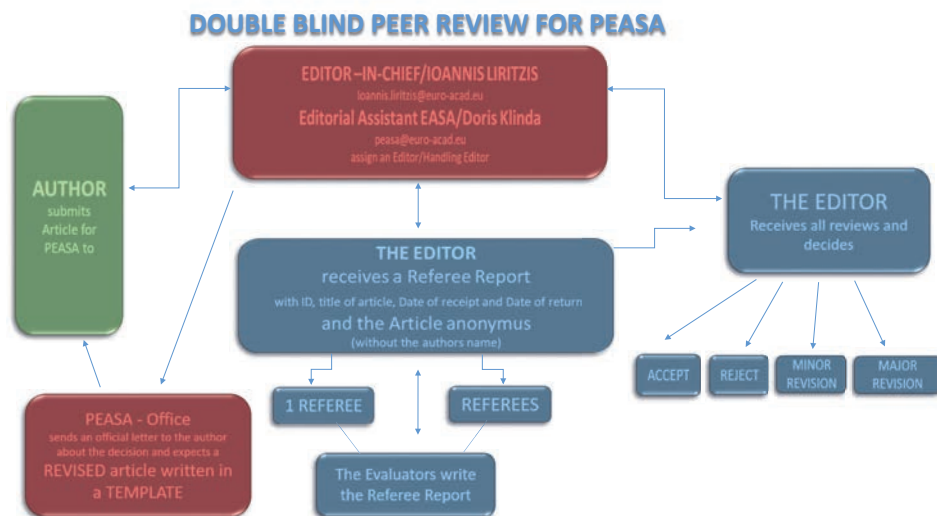 DOUBLE BLIND PEER REVIEW FOR PEASA
EDITOR –IN-CHIEF/IOANNIS LIRITZIS
Ioannis.liritzis@euro-acad.eu
Editorial Assistant EASA/Doris Klinda
peasa@euro-acad.eu
assign an Editor/Handling Editor
AUTHOR
submits
Article for
PEASA to
THE EDITOR
receives a Referee Report
with ID, title of article, Date of receipt and Date of return
and the Article anonymus
(without the authors name)
THE EDITOR
Receives all reviews and
decides
ACCEPT
REJECT
MINOR
REVISION
MAJOR
REVISION
1 REFEREE
REFEREES
The Evaluators write
the Referee Report
PEASA - Office
sends an official letter to the author
about the decision and expects a
REVISED article written in
a TEMPLATE